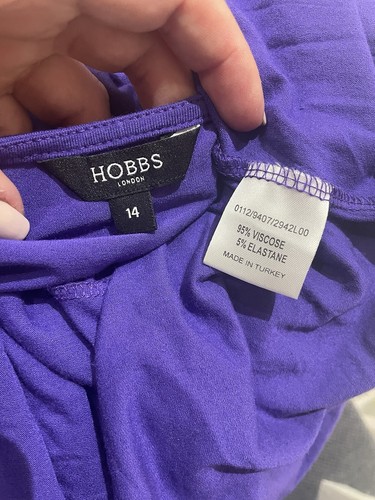 HOBBS
LONDON
14
0112/9407/2942L00
95% VISCOSE
5% ELASTANE
MADE IN TURKEY